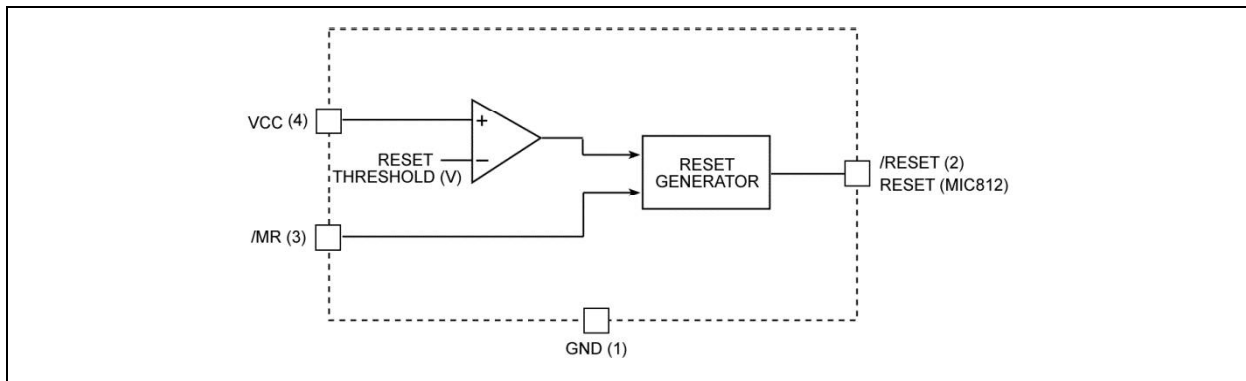 VCC (4)
+
RESET
THRESHOLD (V)
−
RESET
GENERATOR
/RESET (2)
RESET (MIC812)
/MR (3)
GND (1)